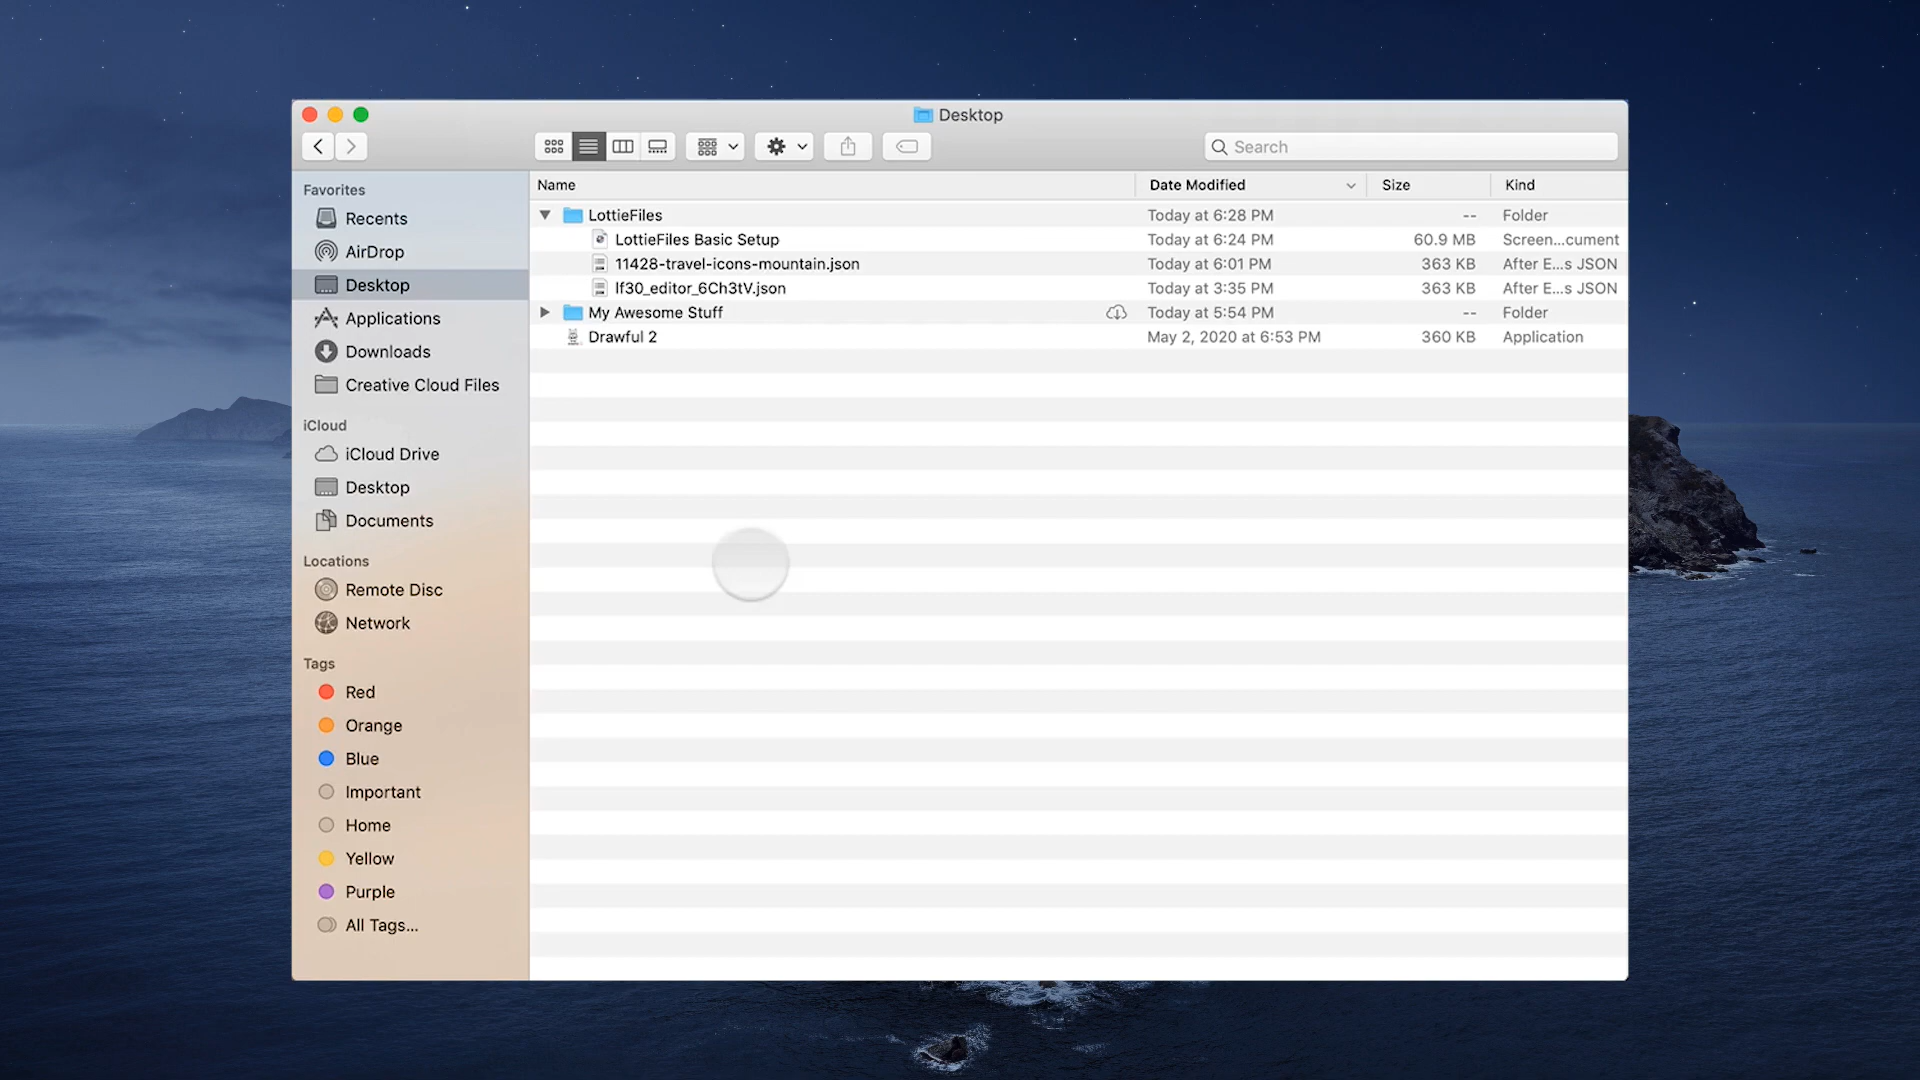 Desktop
Search
Favorites
Recents
AirDrop
Desktop
Applications
Downloads
Creative Cloud Files
iCloud
iCloud Drive
Desktop
Documents
Locations
Remote Disc
Network
Tags
Red
Orange
Blue
Important
Home
Yellow
Purple
All Tags...
Name Date Modified Size Kind
LottieFiles Today at 6:28 PM -- Folder
LottieFiles Basic Setup Today at 6:24 PM 60.9 MB Screen...cument
11428-travel-icons-mountain.json Today at 6:01 PM 363 KB After E...s JSON
lf30_editor_6Ch3tV.json Today at 3:35 PM 363 KB After E...s JSON
My Awesome Stuff Today at 5:54 PM -- Folder
Drawful 2 May 2, 2020 at 6:53 PM 360 KB Application